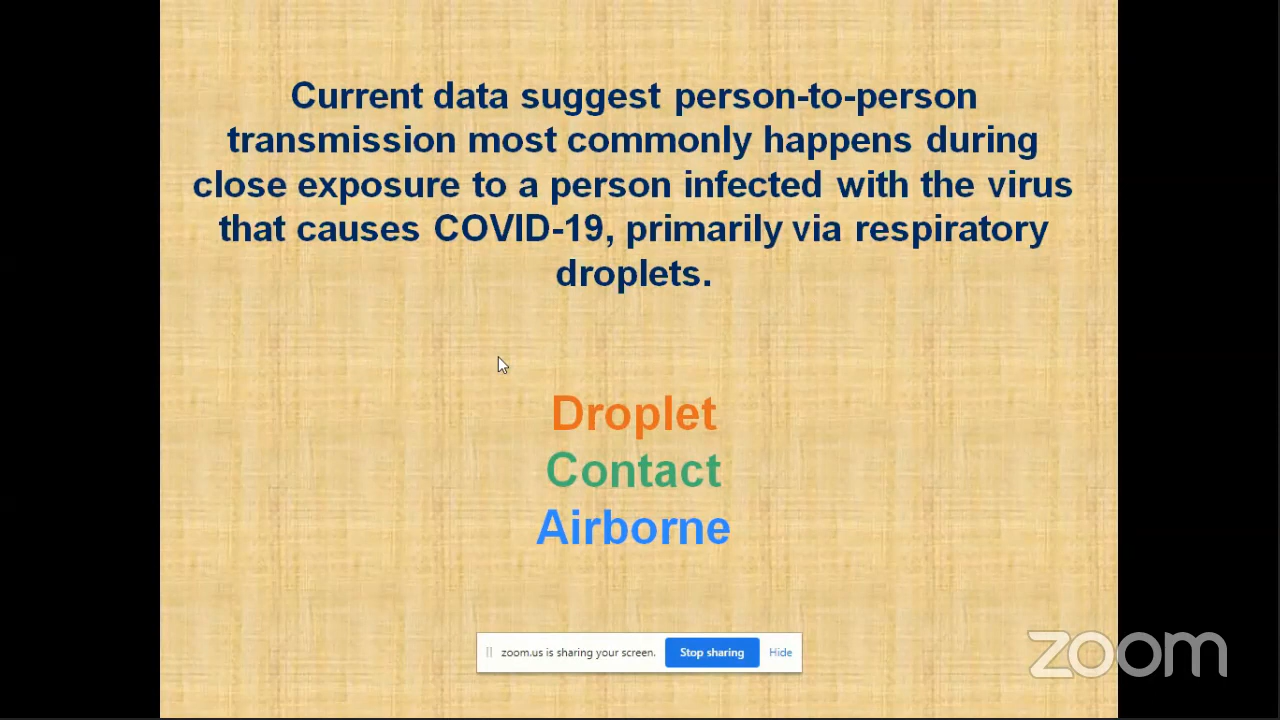 Current data suggest person-to-person
transmission most commonly happens during
close exposure to a person infected with the virus
that causes COVID-19, primarily via respiratory
droplets.
Droplet
Contact
Airborne
zoom.us is sharing your screen. Stop sharing Hide
zoom